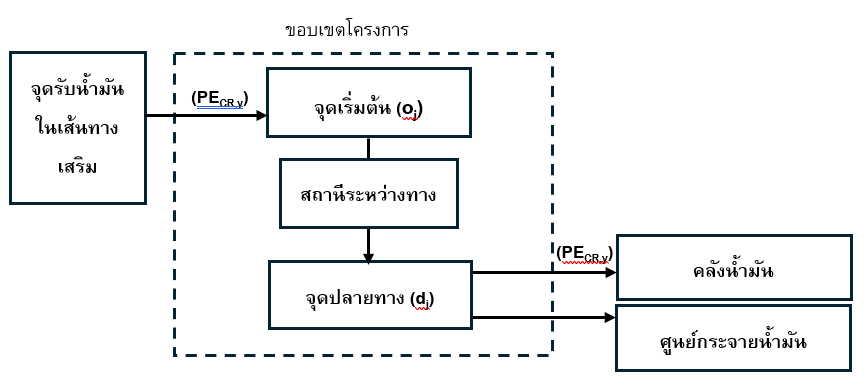 ขอบเขตโครงการ
จุดรับน้ำมัน
ในเส้นทาง
เสริม
(PECR,y)
จุดเริ่มต้น (oj)
สถานีระหว่างทาง
(PECR,y)
จุดปลายทาง (dj)
คลังน้ำมัน
ศูนย์กระจายน้ำมัน